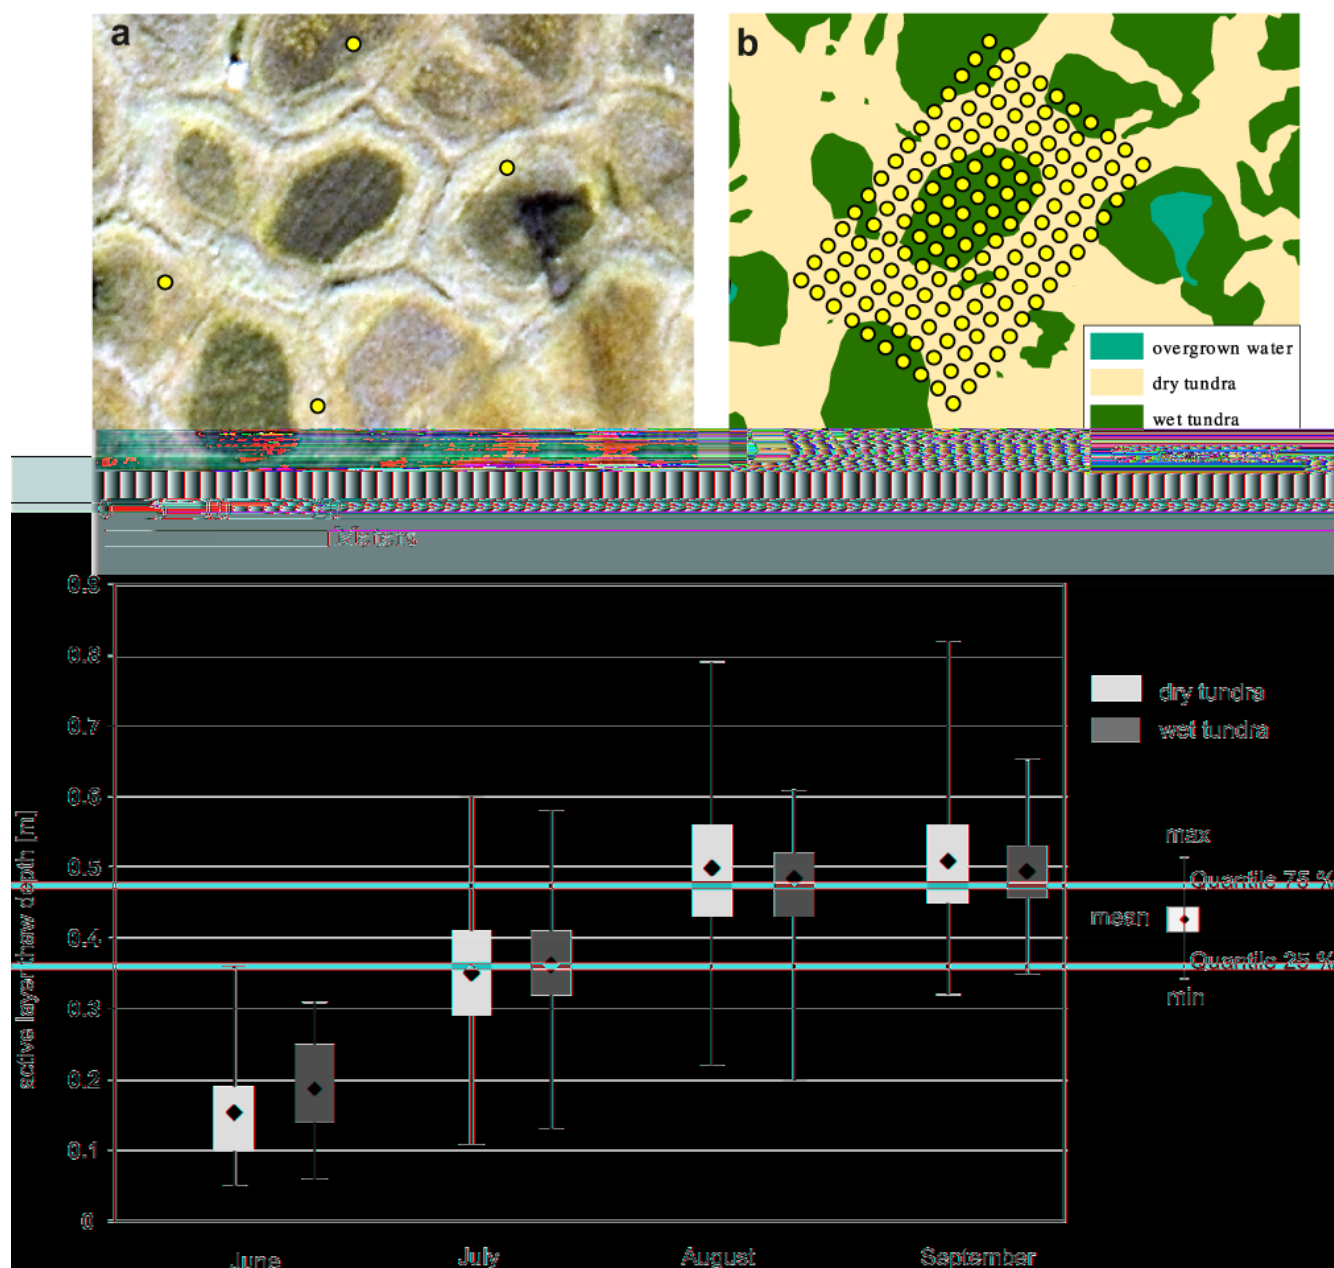 a
b
overgrown water
dry tundra
wet tundra
Meters
0.9
0.8
0.7
0.6
0.5
0.4
0.3
0.2
0.1
0
active layer thaw depth [m]
June
July
August
September
dry tundra
wet tundra
max
Quantile 75 %
mean
Quantile 25 %
min